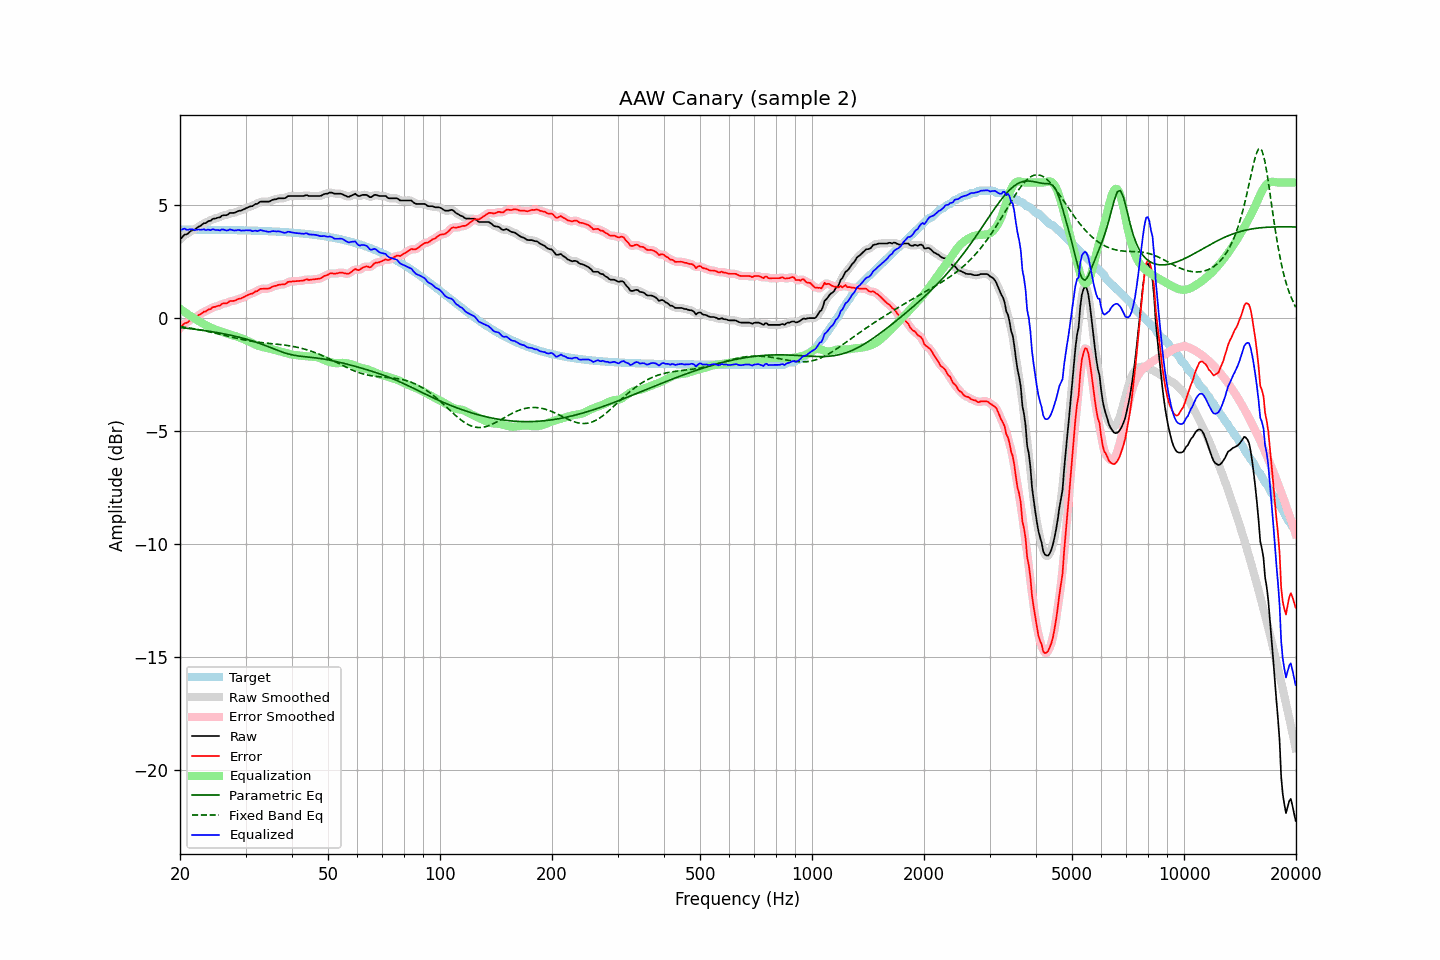 AAW Canary (sample 2)
Amplitude (dBr)
5
0
−5
−10
−15
−20
Target
Raw Smoothed
Error Smoothed
Raw
Error
Equalization
Parametric Eq
Fixed Band Eq
Equalized
20 50 100 200 500 1000 2000 5000 10000 20000
Frequency (Hz)